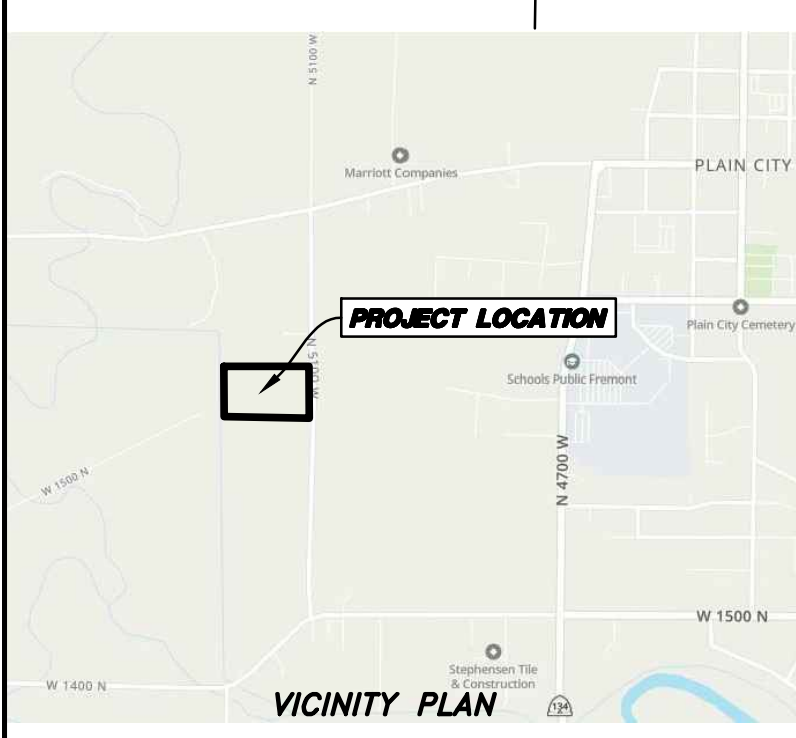 N 5100 W
Marriott Companies
PLAIN CITY
PROJECT LOCATION
Plain City Cemetery
N 5100 W
Schools Public Fremont
W 1500 N
N 4700 W
W 1500 N
Stephensen Tile
& Construction
W 1400 N
VICINITY PLAN
134